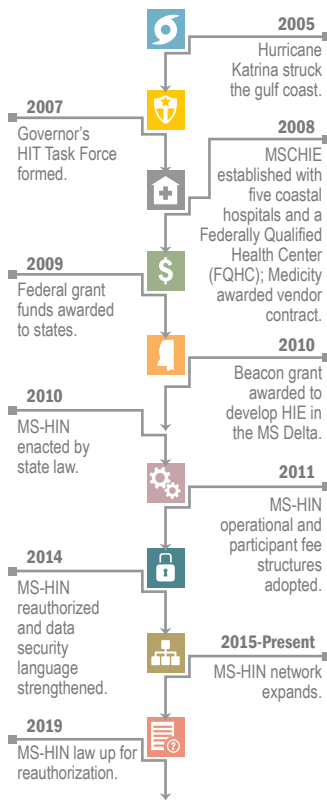 2005
Hurricane
Katrina struck
the gulf coast.
2007
Governor's
HIT Task Force
formed.
2008
MSCHIE
established with
five coastal
hospitals and a
Federally Qualified
Health Center
(FQHC); Medicity
awarded vendor
contract.
2009
Federal grant
funds awarded
to states.
$
2010
Beacon grant
awarded to
develop HIE in
the MS Delta.
2010
MS-HIN
enacted by
state law.
2011
MS-HIN
operational and
participant fee
structures
adopted.
2014
MS-HIN
reauthorized
and data
security
language
strengthened.
2015-Present
MS-HIN network
expands.
2019
MS-HIN law up for
reauthorization.
?